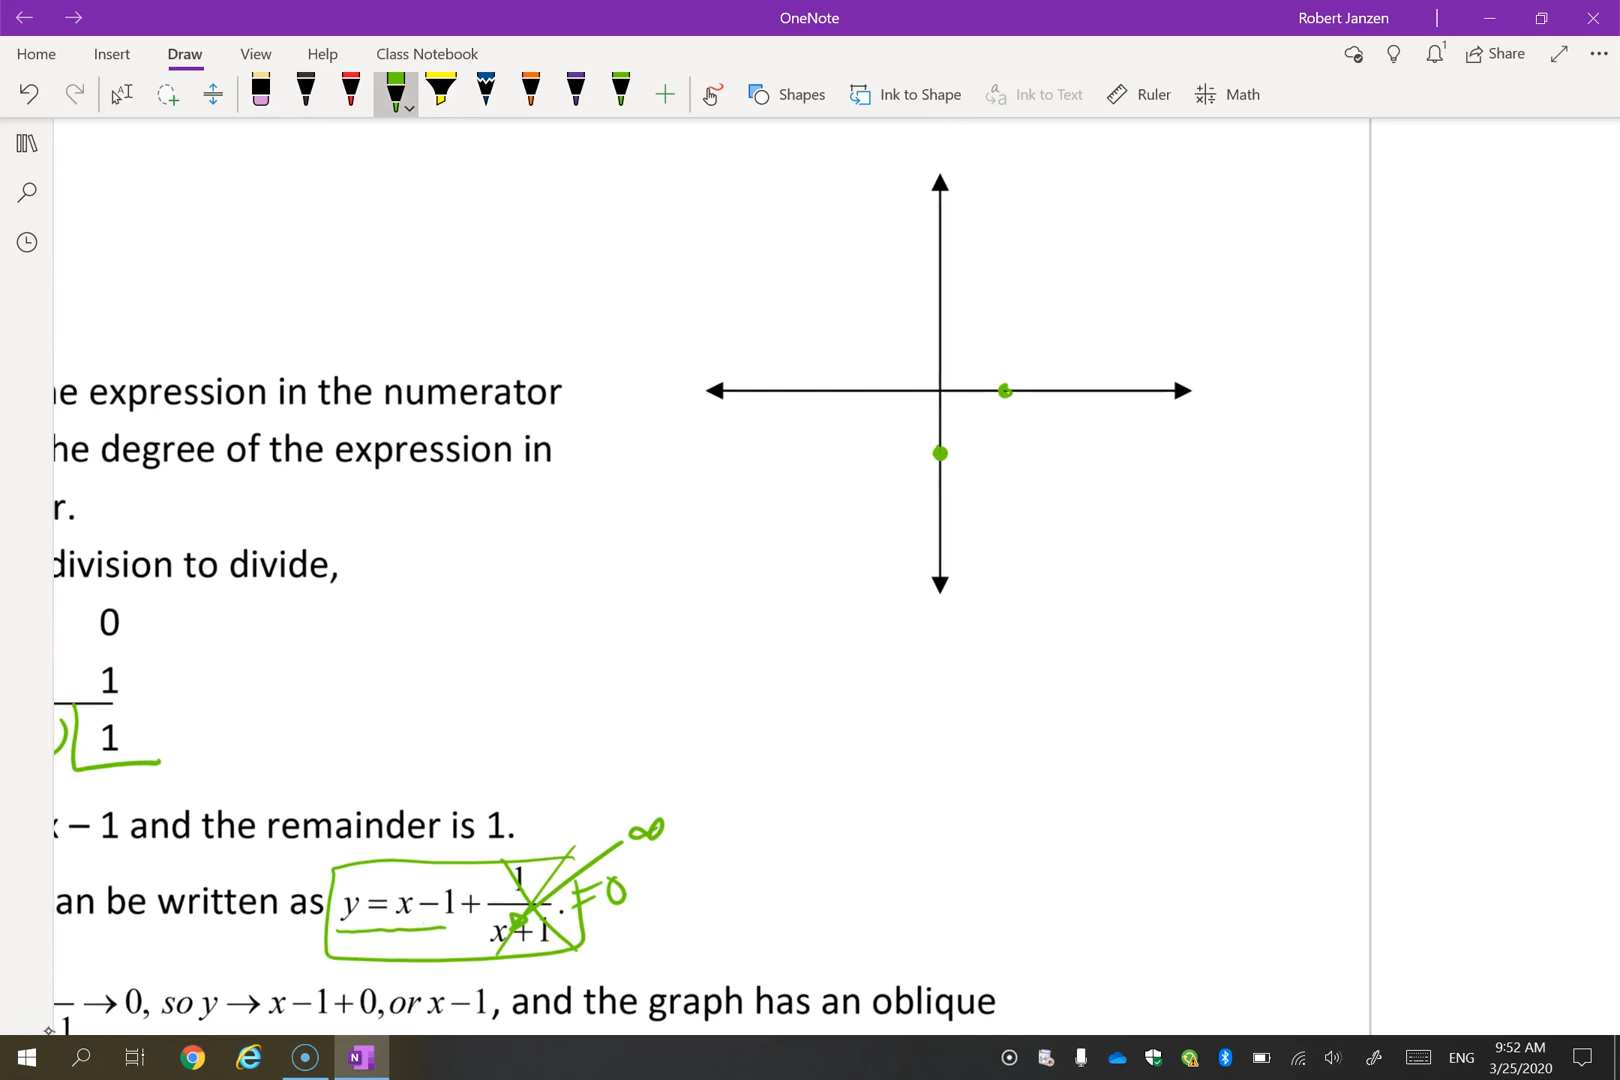 OneNote
Robert Janzen
Home Insert Draw View Help Class Notebook
1 Share
Shapes Ink to Shape Ink to Text Ruler Math
e expression in the numerator
he degree of the expression in
r.
division to divide,
0
1
1
– 1 and the remainder is 1.
∞
an be written as y = x – 1 + 1/(x + 1). = 0
→ 0, so y → x – 1 + 0, or x – 1, and the graph has an oblique
1
ENG 9:52 AM
3/25/2020